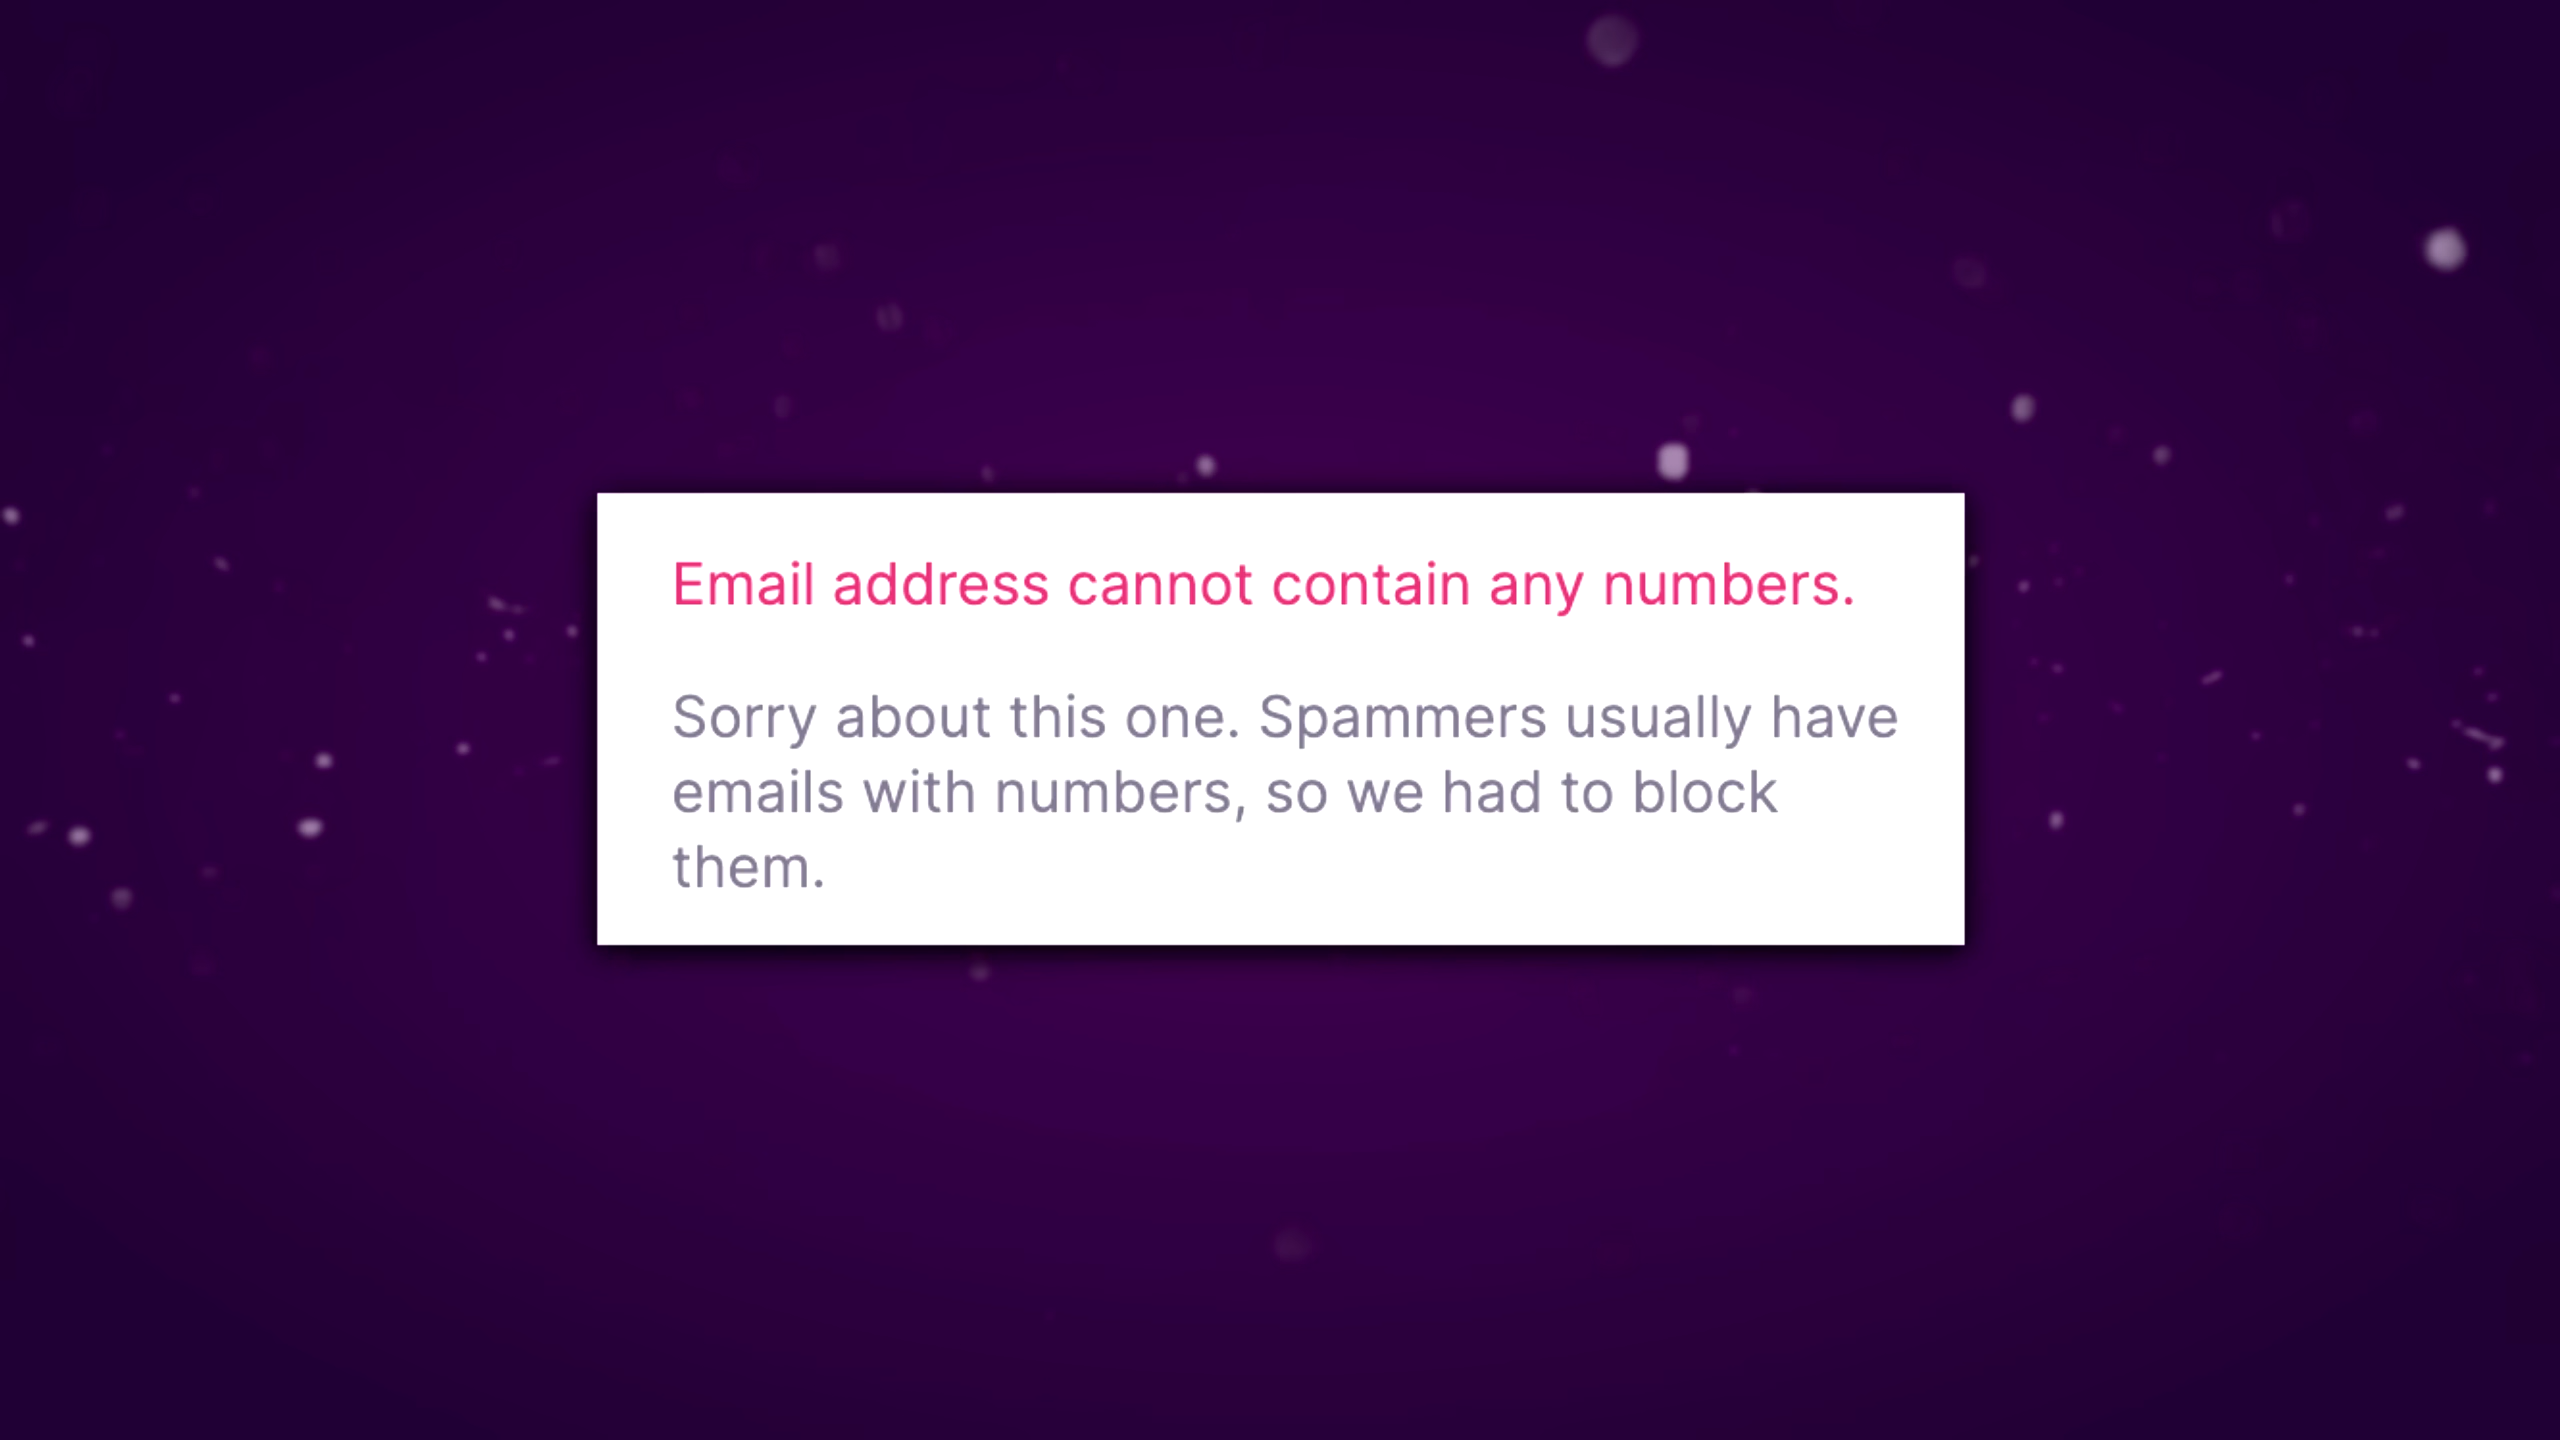 Email address cannot contain any numbers.
Sorry about this one. Spammers usually have
emails with numbers, so we had to block
them.